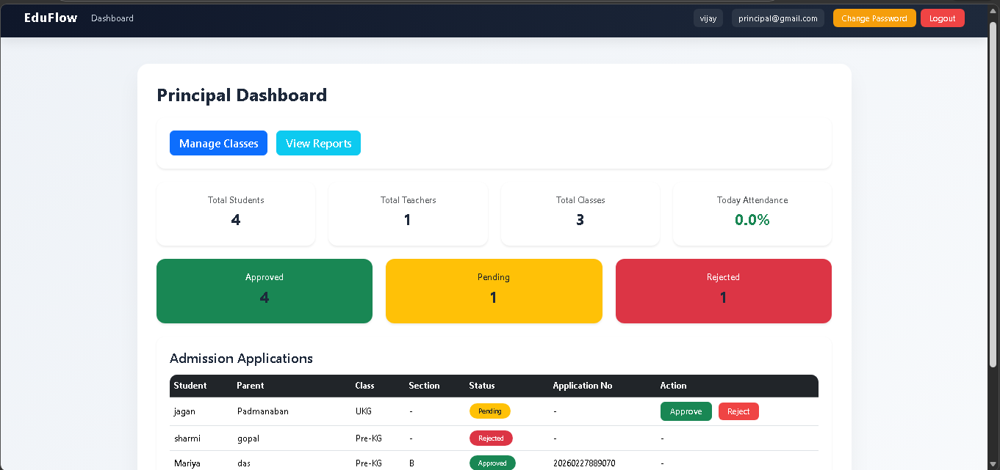 EduFlow Dashboard vijay principal@gmail.com Change Password Logout
Principal Dashboard
Manage Classes View Reports
Total Students Total Teachers Total Classes Today Attendance
4 1 3 0.0%
Approved Pending Rejected
4 1 1
Admission Applications
Student Parent Class Section Status Application No Action
jagan Padmanaban UKG - Pending - Approve Reject
sharmi gopal Pre-KG - Rejected - -
Mariya das Pre-KG B Approved 20260227889070 -